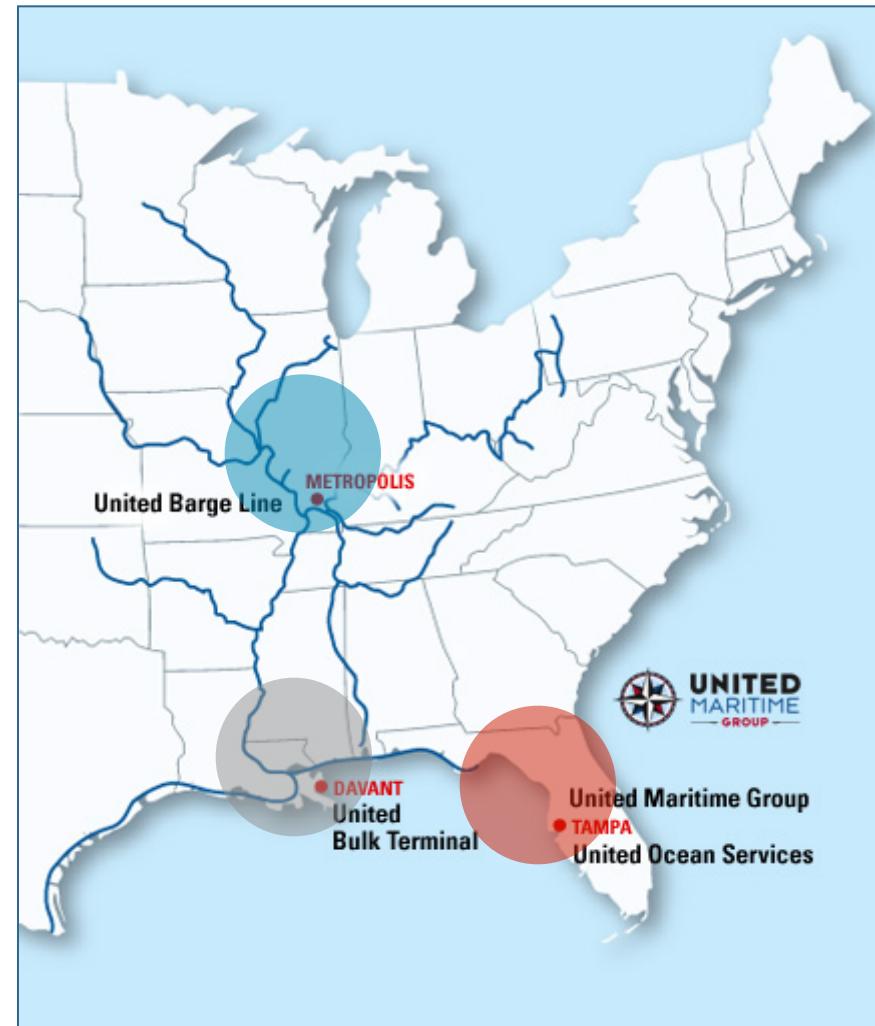 METROPOLIS
United Barge Line
UNITED
MARITIME
GROUP
DAVANT
United
Bulk Terminal
United Maritime Group
TAMPA
United Ocean Services